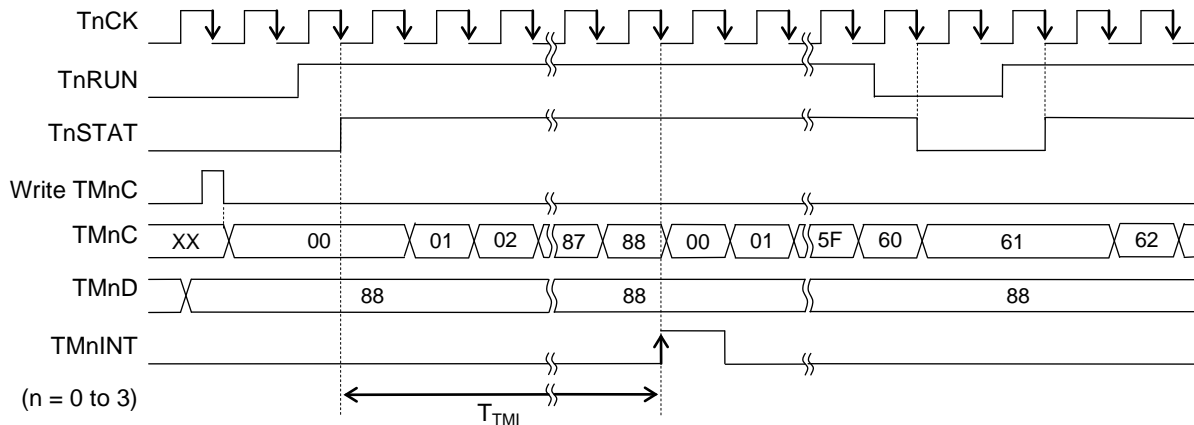 TnCK
TnRUN
TnSTAT
Write TMnC
TMnC XX 00 01 02 87 88 00 01 5F 60 61 62
TMnD 88 88 88
TMnINT
(n = 0 to 3) TTMI